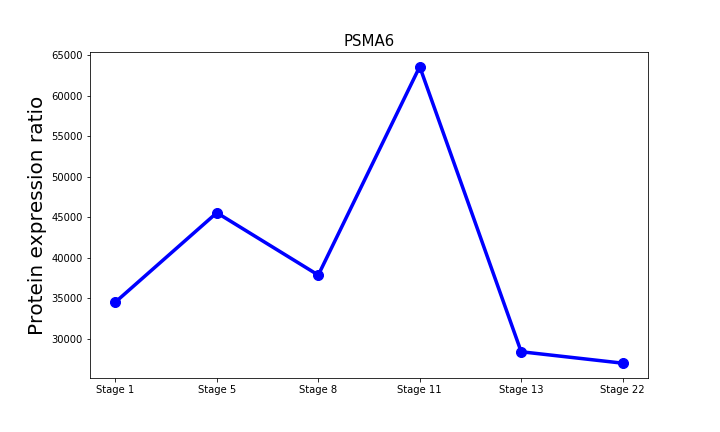 PSMA6
Protein expression ratio
65000
60000
55000
50000
45000
40000
35000
30000
Stage 1
Stage 5
Stage 8
Stage 11
Stage 13
Stage 22